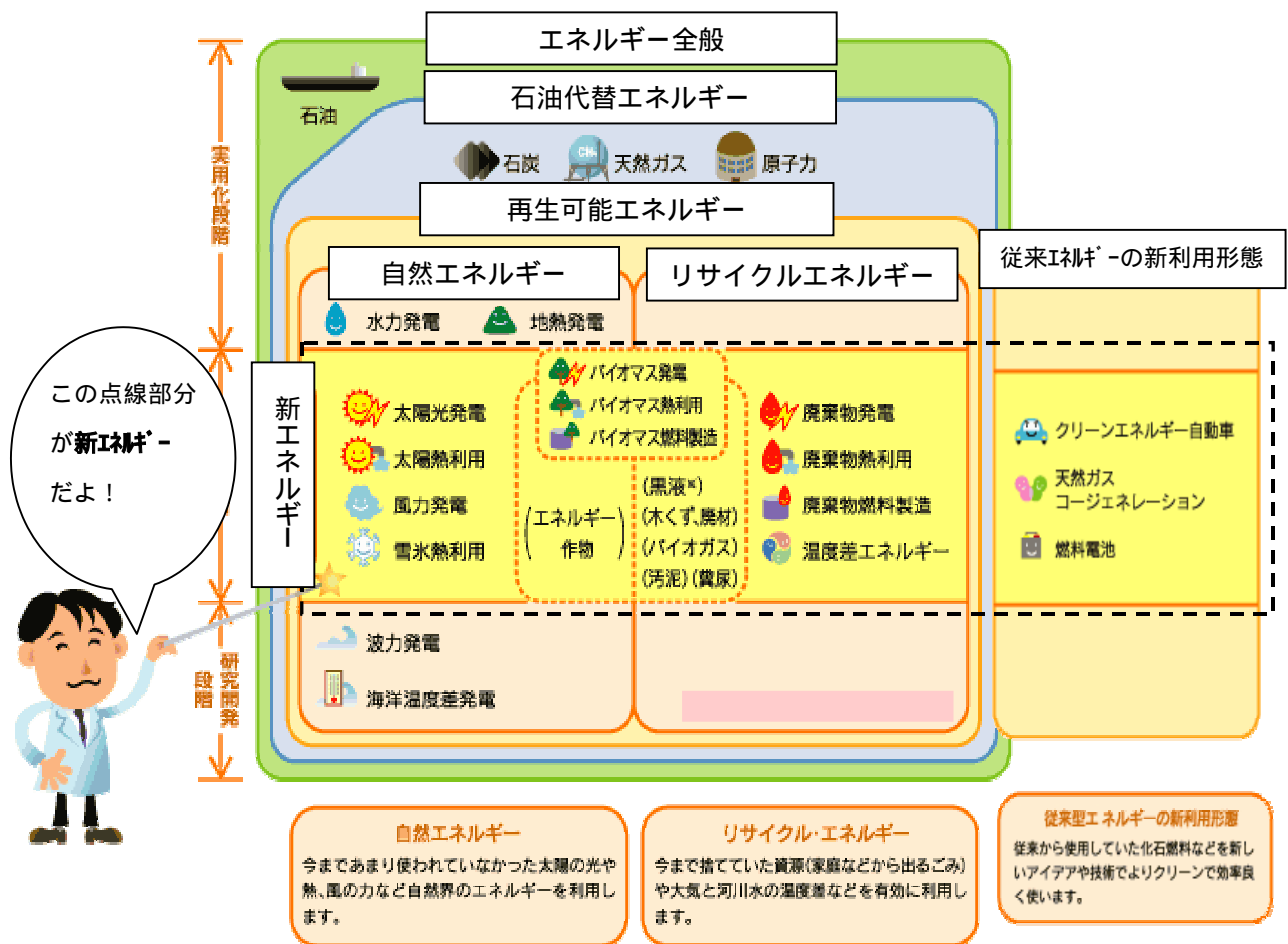 エネルギー全般
石油
石油代替エネルギー
石炭
天然ガス
原子力
CH4
再生可能エネルギー
自然エネルギー
リサイクルエネルギー
従来ｴﾈﾙｷﾞｰの新利用形態
実用化段階
水力発電
地熱発電
この点線部分
が新ｴﾈﾙｷﾞｰ
だよ！
新エネルギー
太陽光発電
太陽熱利用
風力発電
雪氷熱利用
バイオマス発電
バイオマス熱利用
バイオマス燃料製造
(エネルギー
作物)
(黒液※)
(木くず､廃材)
(バイオガス)
(汚泥)(糞尿)
廃棄物発電
廃棄物熱利用
廃棄物燃料製造
温度差エネルギー
クリーンエネルギー自動車
天然ガス
コージェネレーション
燃料電池
研究開発
段階
波力発電
海洋温度差発電
自然エネルギー
今まであまり使われていなかった太陽の光や
熱､風の力など自然界のエネルギーを利用し
ます。
リサイクル･エネルギー
今まで捨てていた資源(家庭などから出るごみ)
や大気と河川水の温度差などを有効に利用し
ます。
従来型エネルギーの新利用形態
従来から使用していた化石燃料などを新し
いアイデアや技術でよりクリーンで効率良
く使います。